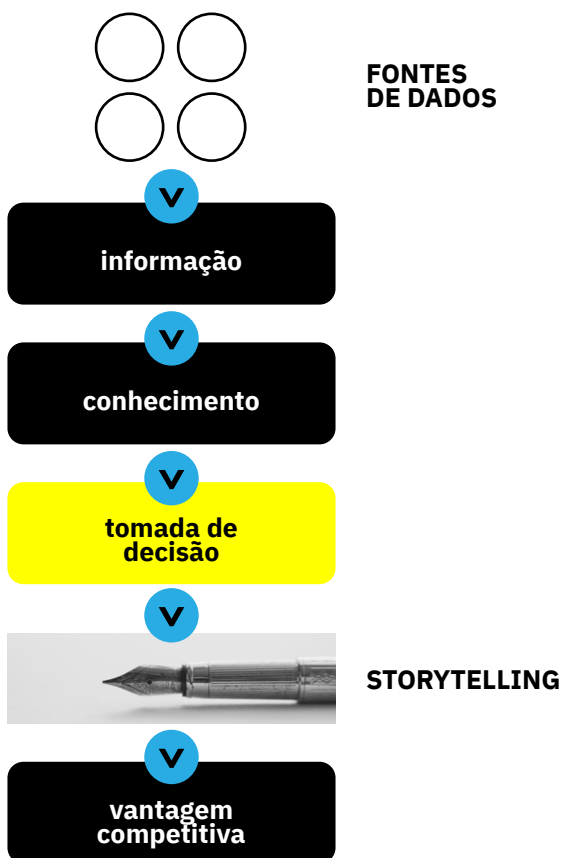 FONTES
DE DADOS
V
informação
V
conhecimento
V
tomada de
decisão
V
STORYTELLING
V
vantagem
competitiva